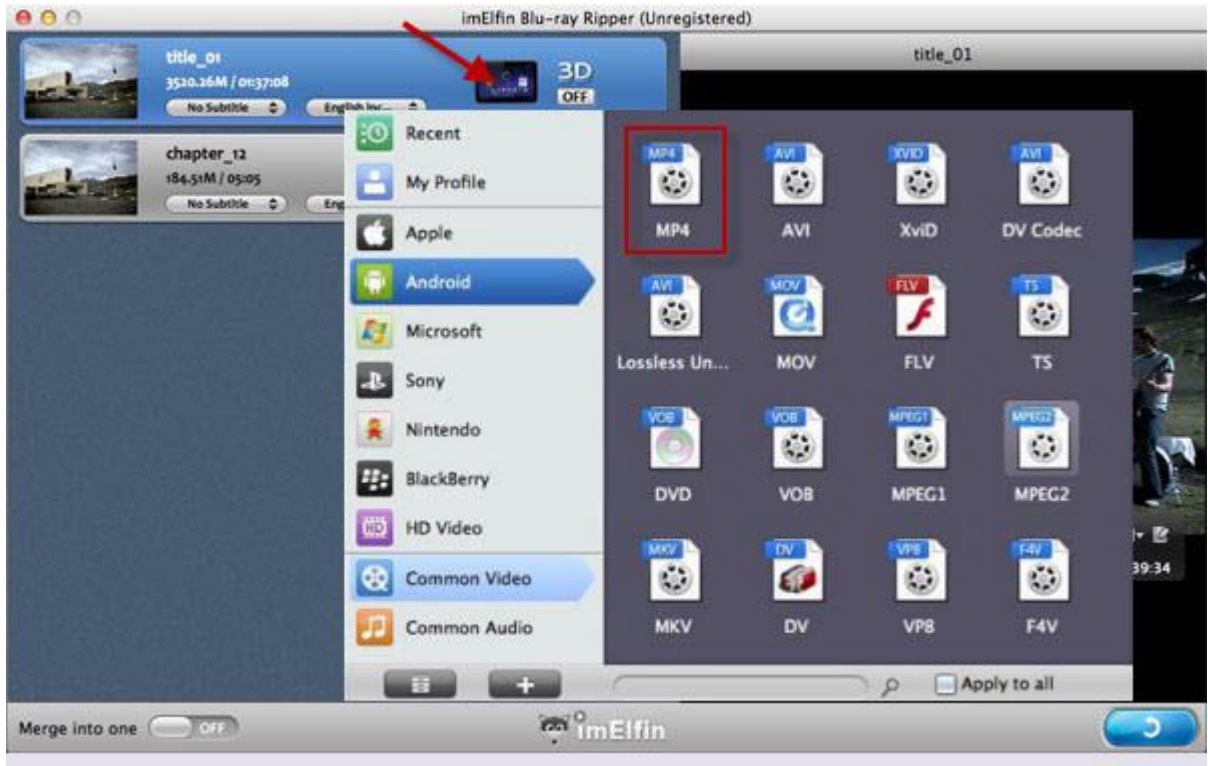 imElfin Blu-ray Ripper (Unregistered)
title_01
3520.26M / 01:37:08
No Subtitle
3D
OFF
title_01
chapter_12
184.51M / 05:05
No Subtitle
Eng
Recent
My Profile
Apple
Android
Microsoft
Sony
Nintendo
BlackBerry
HD
HD Video
Common Video
Common Audio
MP4 AVI XVID AVI
MP4 AVI XviD DV Codec
AVI MOV FLV TS
Lossless Un... MOV FLV TS
VOB VOB MPEG1 MPEG2
DVD VOB MPEG1 MPEG2
MKV DV VP8 F4V
MKV DV VP8 F4V
39:34
Apply to all
Merge into one OFF
imElfin